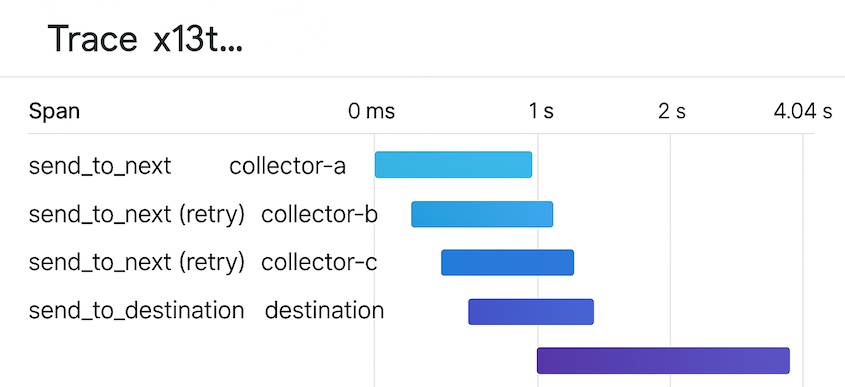 Trace x13t...
Span 0 ms 1 s 2 s 4.04 s
send_to_next collector-a
send_to_next (retry) collector-b
send_to_next (retry) collector-c
send_to_destination destination